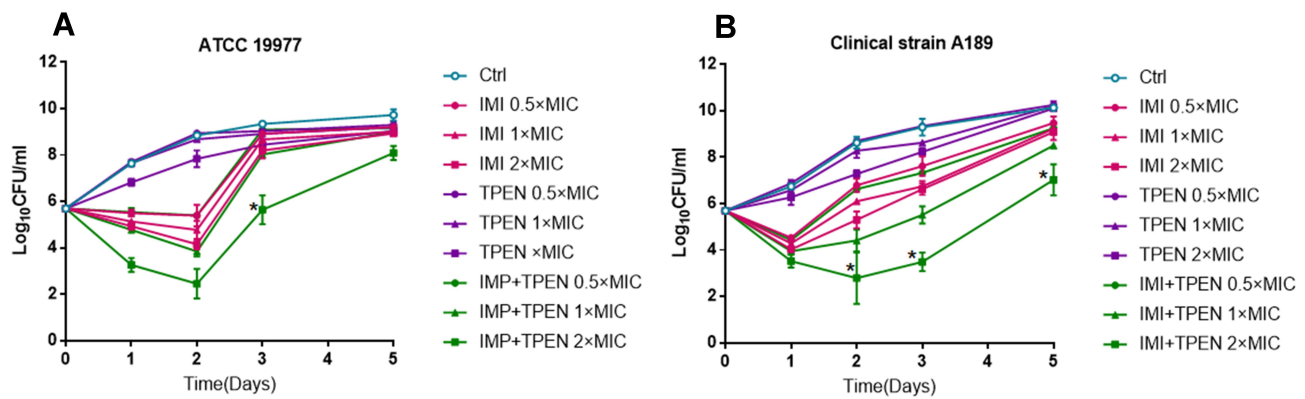 A
ATCC 19977
Log10CFU/ml
12
10
8
6
4
2
0
0 1 2 3 4 5
Time(Days)
*
Ctrl
IMI 0.5×MIC
IMI 1×MIC
IMI 2×MIC
TPEN 0.5×MIC
TPEN 1×MIC
TPEN ×MIC
IMP+TPEN 0.5×MIC
IMP+TPEN 1×MIC
IMP+TPEN 2×MIC
B
Clinical strain A189
Log10CFU/ml
12
10
8
6
4
2
0
0 1 2 3 4 5
Time(Days)
* * *
Ctrl
IMI 0.5×MIC
IMI 1×MIC
IMI 2×MIC
TPEN 0.5×MIC
TPEN 1×MIC
TPEN 2×MIC
IMI+TPEN 0.5×MIC
IMI+TPEN 1×MIC
IMI+TPEN 2×MIC